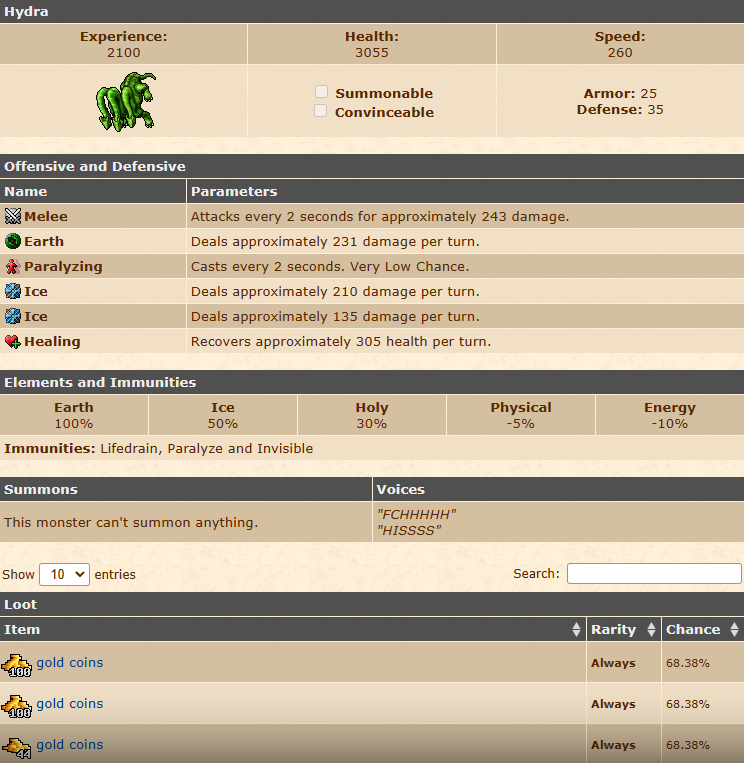 Hydra
Experience:
2100
Health:
3055
Speed:
260
Summonable
Convinceable
Armor: 25
Defense: 35
Offensive and Defensive
Name Parameters
Melee Attacks every 2 seconds for approximately 243 damage.
Earth Deals approximately 231 damage per turn.
Paralyzing Casts every 2 seconds. Very Low Chance.
Ice Deals approximately 210 damage per turn.
Ice Deals approximately 135 damage per turn.
Healing Recovers approximately 305 health per turn.
Elements and Immunities
Earth Ice Holy Physical Energy
100% 50% 30% -5% -10%
Immunities: Lifedrain, Paralyze and Invisible
Summons Voices
This monster can't summon anything.
"FCHHHHH"
"HISSSS"
Show 10 entries Search:
Loot
Item Rarity Chance
100 gold coins Always 68.38%
100 gold coins Always 68.38%
44 gold coins Always 68.38%